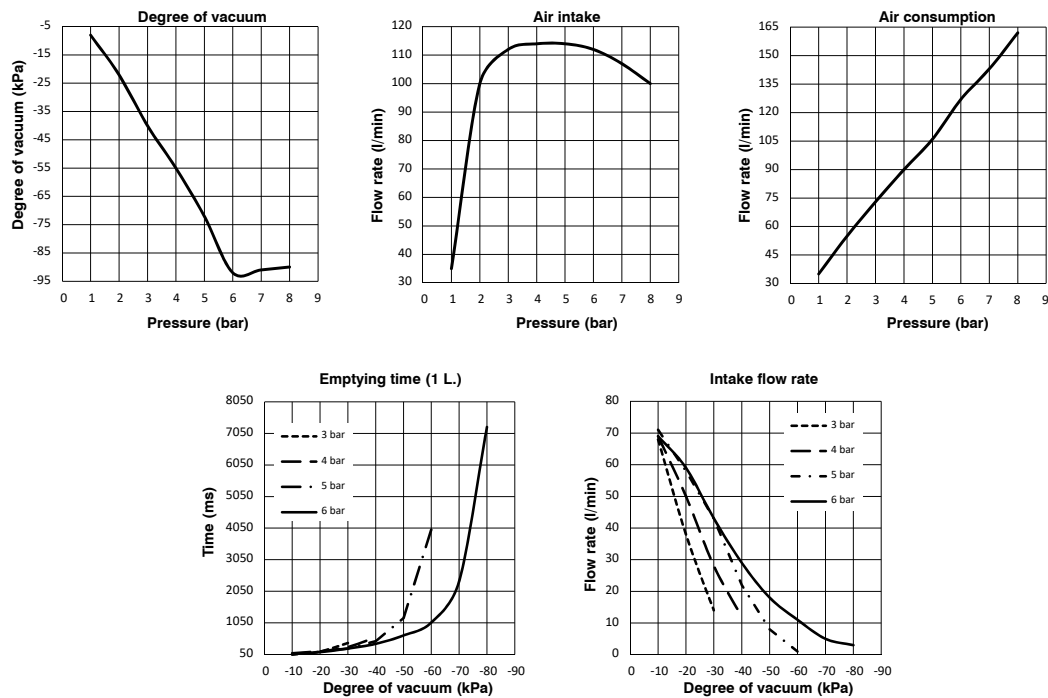 Degree of vacuum
Degree of vacuum (kPa)
-5
-15
-25
-35
-45
-55
-65
-75
-85
-95
0 1 2 3 4 5 6 7 8 9
Pressure (bar)
Air intake
Flow rate (l/min)
120
110
100
90
80
70
60
50
40
30
0 1 2 3 4 5 6 7 8 9
Pressure (bar)
Air consumption
Flow rate (l/min)
165
150
135
120
105
90
75
60
45
30
0 1 2 3 4 5 6 7 8 9
Pressure (bar)
Emptying time (1 L.)
Time (ms)
8050
7050
6050
5050
4050
3050
2050
1050
50
3 bar
4 bar
5 bar
6 bar
0 -10 -20 -30 -40 -50 -60 -70 -80 -90
Degree of vacuum (kPa)
Intake flow rate
Flow rate (l/min)
80
70
60
50
40
30
20
10
0
3 bar
4 bar
5 bar
6 bar
0 -10 -20 -30 -40 -50 -60 -70 -80 -90
Degree of vacuum (kPa)